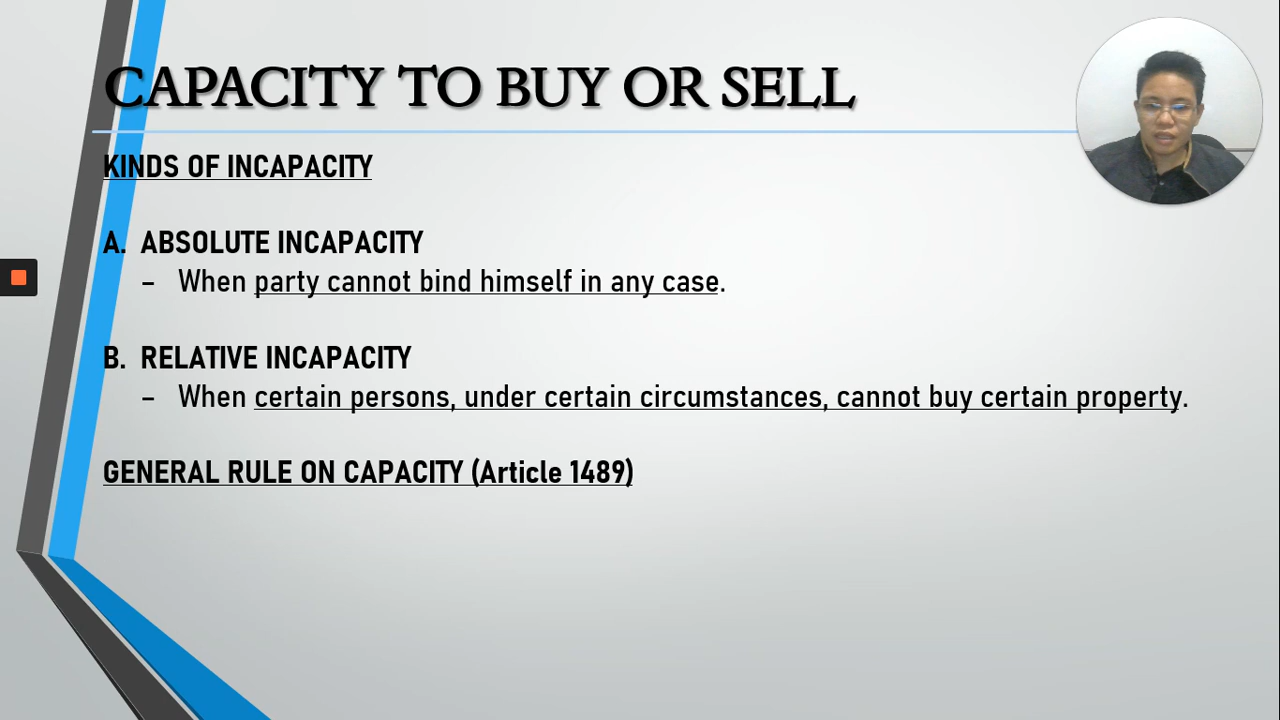 CAPACITY TO BUY OR SELL
KINDS OF INCAPACITY
A. ABSOLUTE INCAPACITY
– When party cannot bind himself in any case.
B. RELATIVE INCAPACITY
– When certain persons, under certain circumstances, cannot buy certain property.
GENERAL RULE ON CAPACITY (Article 1489)